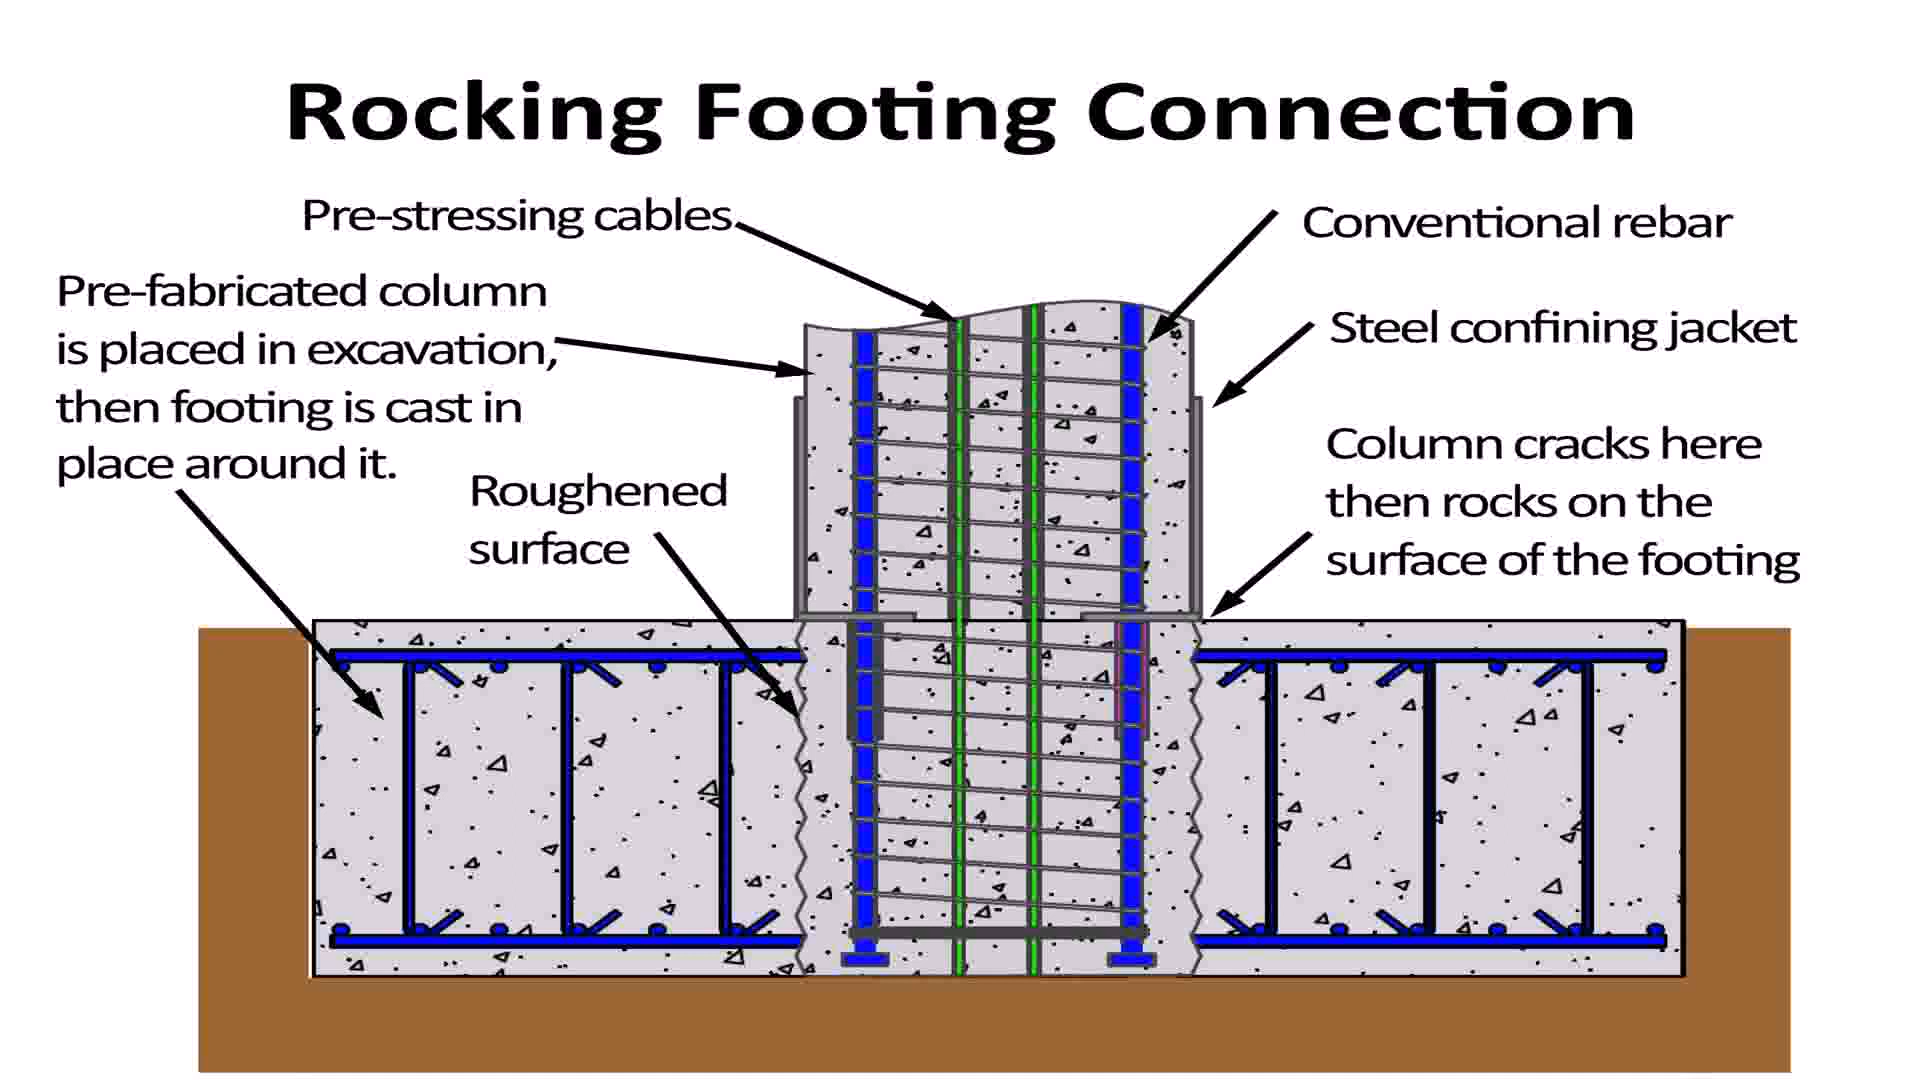 Rocking Footing Connection
Pre-stressing cables
Conventional rebar
Pre-fabricated column
is placed in excavation,
then footing is cast in
place around it.
Steel confining jacket
Roughened
surface
Column cracks here
then rocks on the
surface of the footing